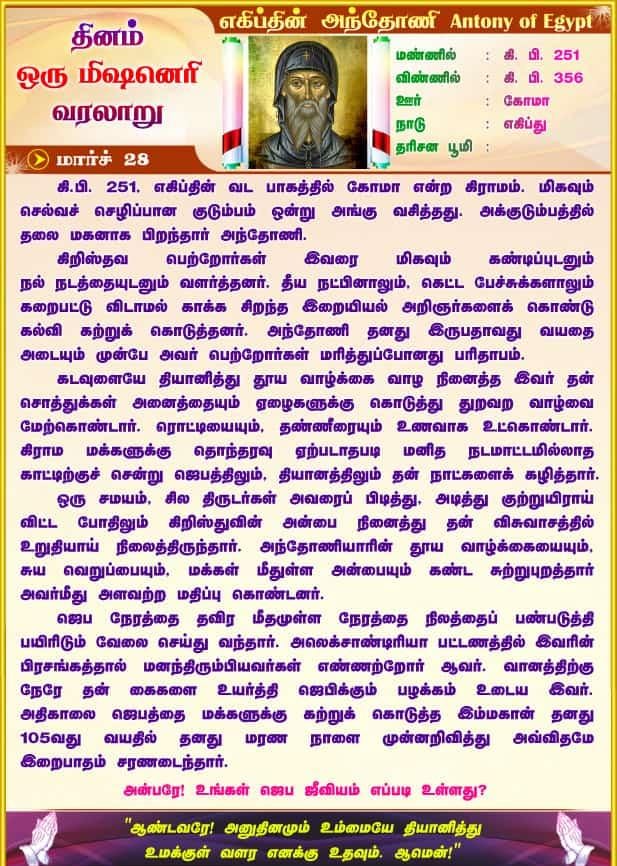 தினம்
ஒரு மிஷனெரி
வரலாறு
மார்ச் 28
எகிப்தின் அந்தோணி Antony of Egypt
மண்ணில் : கி. பி. 251
விண்ணில் : கி. பி. 356
ஊர் : கோமா
நாடு : எகிப்து
தரிசன பூமி :
கி.பி. 251, எகிப்தின் வட பாகத்தில் கோமா என்ற கிராமம். மிகவும்
செல்வச் செழிப்பான குடும்பம் ஒன்று அங்கு வசித்தது. அக்குடும்பத்தில்
தலை மகனாக பிறந்தார் அந்தோணி.
கிறிஸ்தவ பெற்றோர்கள் இவரை மிகவும் கண்டிப்புடனும்
நல் நடத்தையுடனும் வளர்த்தனர். தீய நட்பினாலும், கெட்ட பேச்சுக்களாலும்
கறைபட்டு விடாமல் காக்க சிறந்த இறையியல் அறிஞர்களைக் கொண்டு
கல்வி கற்றுக் கொடுத்தனர். அந்தோணி தனது இருபதாவது வயதை
அடையும் முன்பே அவர் பெற்றோர்கள் மரித்துப்போனது பரிதாபம்.
கடவுளையே தியானித்து தூய வாழ்க்கை வாழ நினைத்த இவர் தன்
சொத்துக்கள் அனைத்தையும் ஏழைகளுக்கு கொடுத்து துறவற வாழ்வை
மேற்கொண்டார். ரொட்டியையும், தண்ணீரையும் உணவாக உட்கொண்டார்.
கிராம மக்களுக்கு தொந்தரவு ஏற்படாதபடி மனித நடமாட்டமில்லாத
காட்டிற்குச் சென்று ஜெபத்திலும், தியானத்திலும் தன் நாட்களைக் கழித்தார்.
ஒரு சமயம், சில திருடர்கள் அவரைப் பிடித்து, அடித்து குற்றுயிராய்
விட்ட போதிலும் கிறிஸ்துவின் அன்பை நினைத்து தன் விசுவாசத்தில்
உறுதியாய் நிலைத்திருந்தார். அந்தோணியாரின் தூய வாழ்க்கையையும்,
சுய வெறுப்பையும், மக்கள் மீதுள்ள அன்பையும் கண்ட சுற்றுபுறத்தார்
அவர்மீது அளவற்ற மதிப்பு கொண்டனர்.
ஜெப நேரத்தை தவிர மீதமுள்ள நேரத்தை நிலத்தைப் பண்படுத்தி
பயிரிடும் வேலை செய்து வந்தார். அலெக்சாண்டிரியா பட்டணத்தில் இவரின்
பிரசங்கத்தால் மனந்திரும்பியவர்கள் எண்ணற்றோர் ஆவர். வானத்திற்கு
நேரே தன் கைகளை உயர்த்தி ஜெபிக்கும் பழக்கம் உடைய இவர்.
அதிகாலை ஜெபத்தை மக்களுக்கு கற்றுக் கொடுத்த இம்மகான் தனது
105வது வயதில் தனது மரண நாளை முன்னறிவித்து அவ்விதமே
இறைபாதம் சரணடைந்தார்.
அன்பரே! உங்கள் ஜெப ஜீவியம் எப்படி உள்ளது?
"ஆண்டவரே! அனுதினமும் உம்மையே தியானித்து
உமக்குள் வளர எனக்கு உதவும். ஆமென்!"